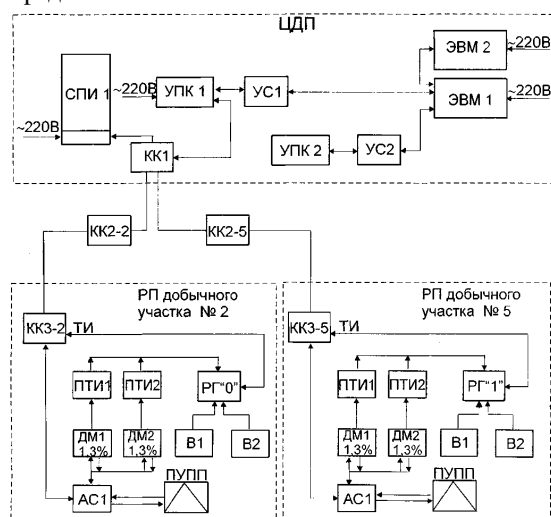 ЦДП
ЭВМ 2
~220В
СПИ 1
~220В
УПК 1
УС1
ЭВМ 1
~220В
~220В
УПК 2
УС2
КК1
КК2-2
КК2-5
РП добычного
участка № 2
РП добычного
участка № 5
КК3-2
ТИ
КК3-5
ТИ
ПТИ1
ПТИ2
РГ"0"
ПТИ1
ПТИ2
РГ"1"
ДМ1
1,3%
ДМ2
1,3%
В1
В2
ДМ1
1,3%
ДМ2
1,3%
В1
В2
ПУПП
АС1
ПУПП
АС1